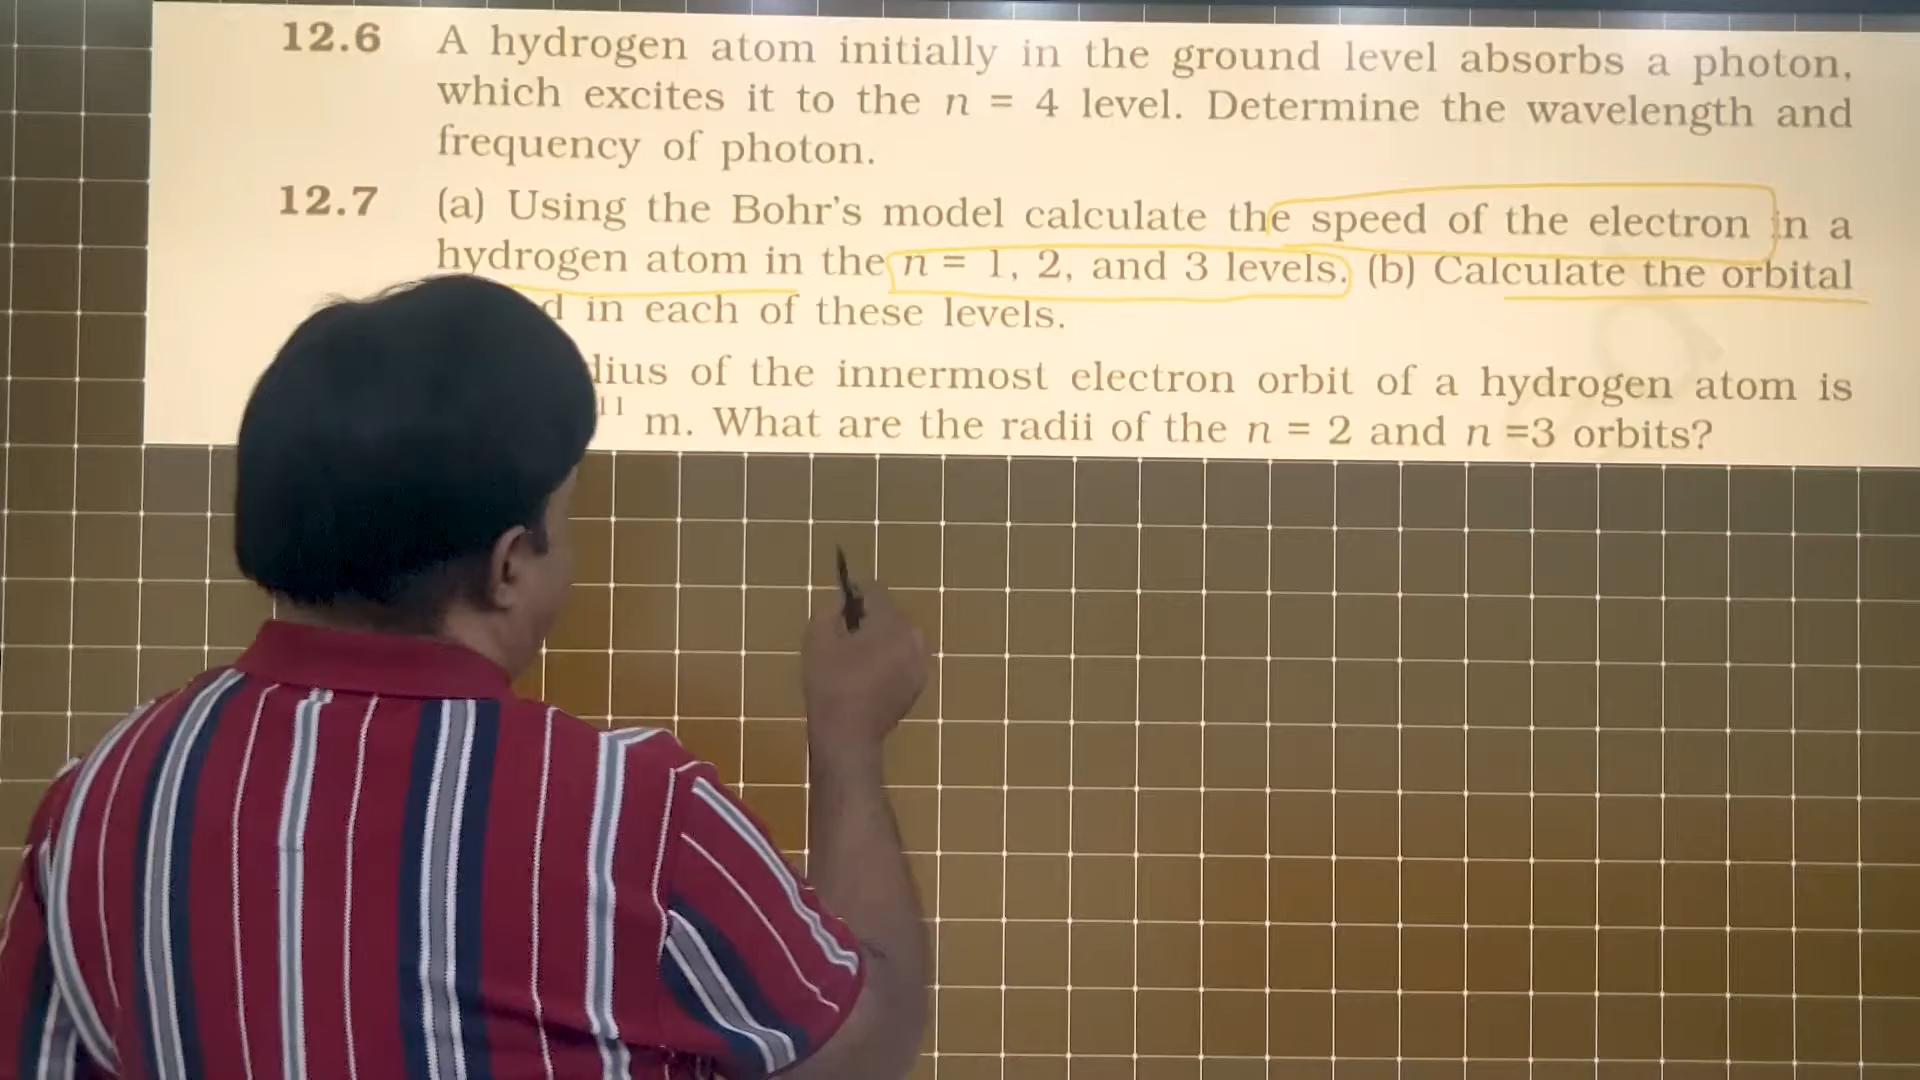 12.6 A hydrogen atom initially in the ground level absorbs a photon,
which excites it to the n = 4 level. Determine the wavelength and
frequency of photon.
12.7 (a) Using the Bohr's model calculate the speed of the electron in a
hydrogen atom in the n = 1, 2, and 3 levels. (b) Calculate the orbital
in each of these levels.
of the innermost electron orbit of a hydrogen atom is
11 m. What are the radii of the n = 2 and n =3 orbits?